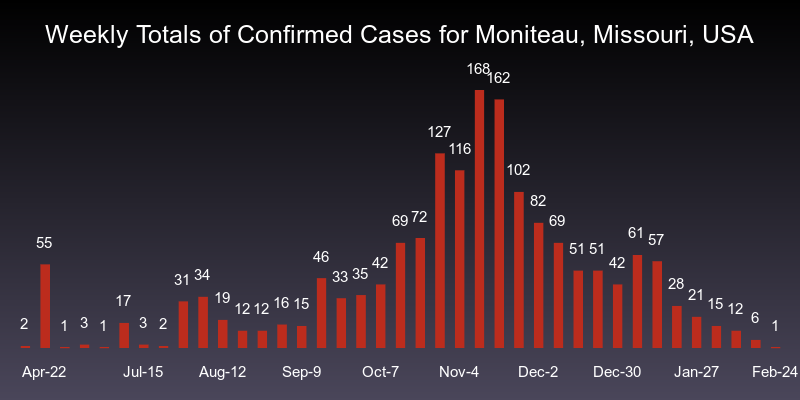 Weekly Totals of Confirmed Cases for Moniteau, Missouri, USA
2 55 1 3 1 17 3 2 31 34 19 12 12 16 15 46 33 35 42 69 72 127 116 168 162 102 82 69 51 51 42 61 57 28 21 15 12 6 1
Apr-22 Jul-15 Aug-12 Sep-9 Oct-7 Nov-4 Dec-2 Dec-30 Jan-27 Feb-24